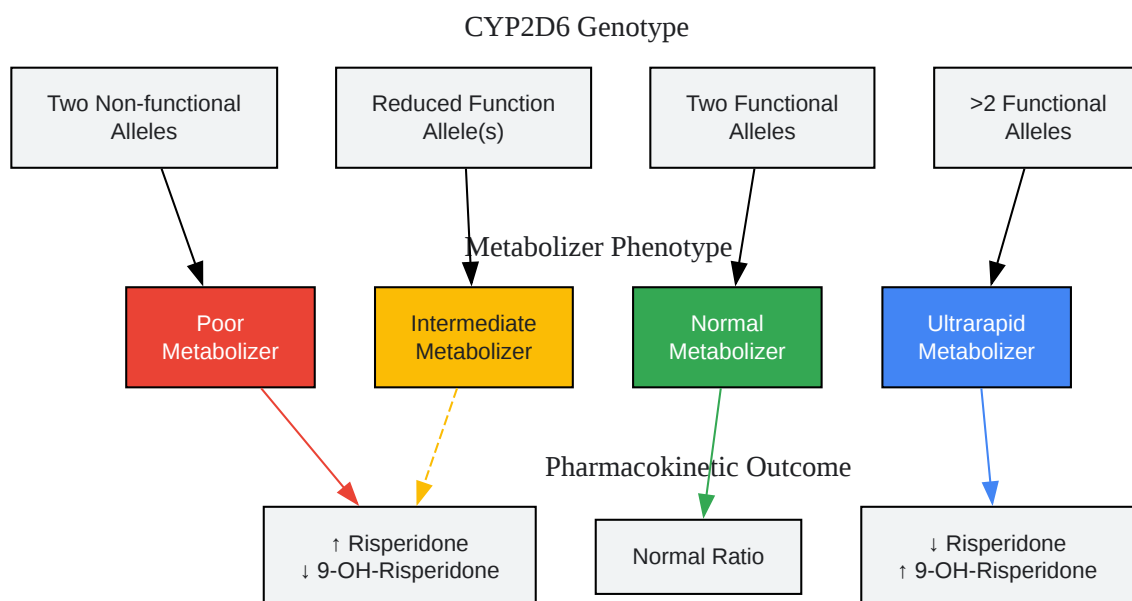 CYP2D6 Genotype
Two Non-functional
Alleles
Reduced Function
Allele(s)
Two Functional
Alleles
>2 Functional
Alleles
Metabolizer Phenotype
Poor
Metabolizer
Intermediate
Metabolizer
Normal
Metabolizer
Ultrarapid
Metabolizer
Pharmacokinetic Outcome
↑ Risperidone
↓ 9-OH-Risperidone
Normal Ratio
↓ Risperidone
↑ 9-OH-Risperidone